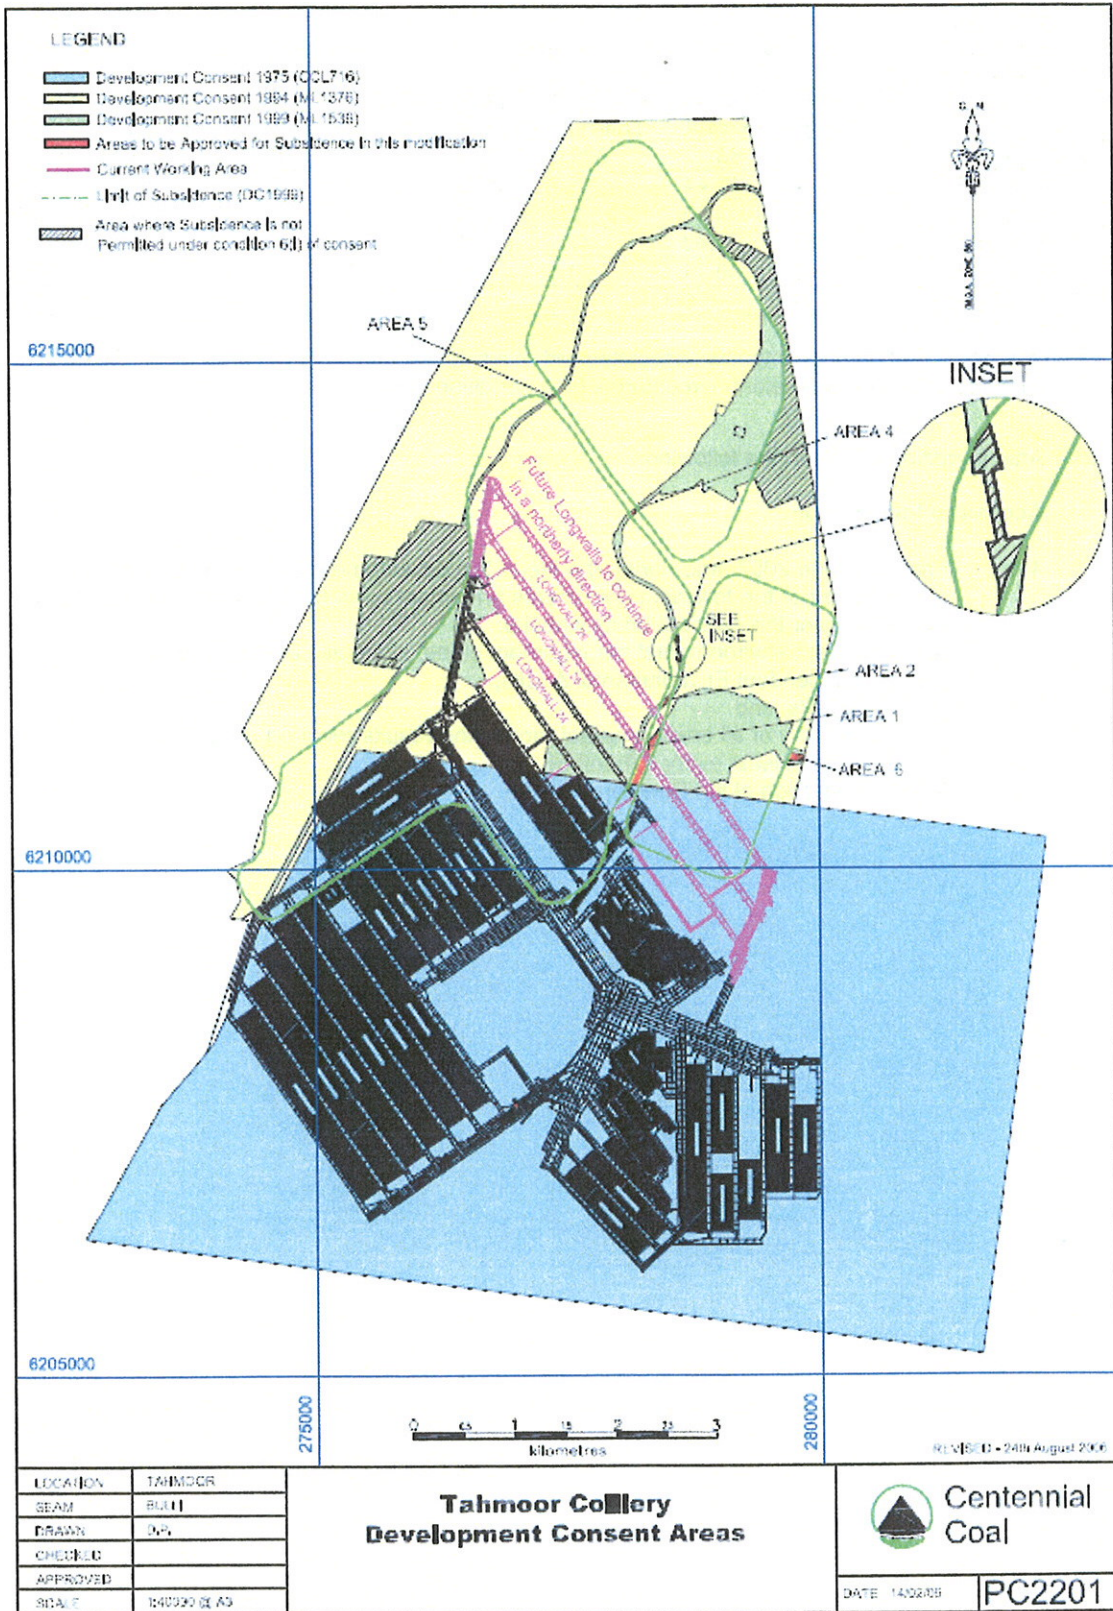 LEGEND
Development Consent 1975 (CCL716)
Development Consent 1994 (ML1376)
Development Consent 1999 (ML1539)
Areas to be Approved for Subsidence in this modification
Current Working Area
Limit of Subsidence (DC1999)
Area where Subsidence is not
Permitted under condition 6(i) of consent
G N
AREA 5
6215000
INSET
AREA 4
Future Longwalls to continue
in a northerly direction
LONGWALL
LONGWALL
LONGWALL 24
SEE
INSET
AREA 2
AREA 1
AREA 6
6210000
6205000
275000
280000
0 1 2 3
kilometres
REVISED - 24th August 2006
LOCATION TAHMOOR
SEAM BULLI
DRAWN D.P.
CHECKED
APPROVED
SCALE @ A3
Tahmoor Colliery
Development Consent Areas
Centennial
Coal
DATE
PC2201